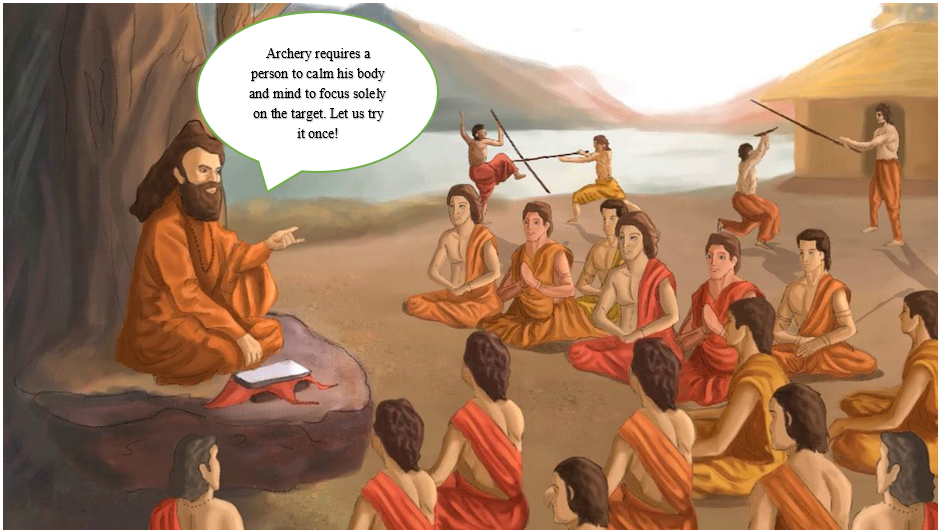 Archery requires a
person to calm his body
and mind to focus solely
on the target. Let us try
it once!